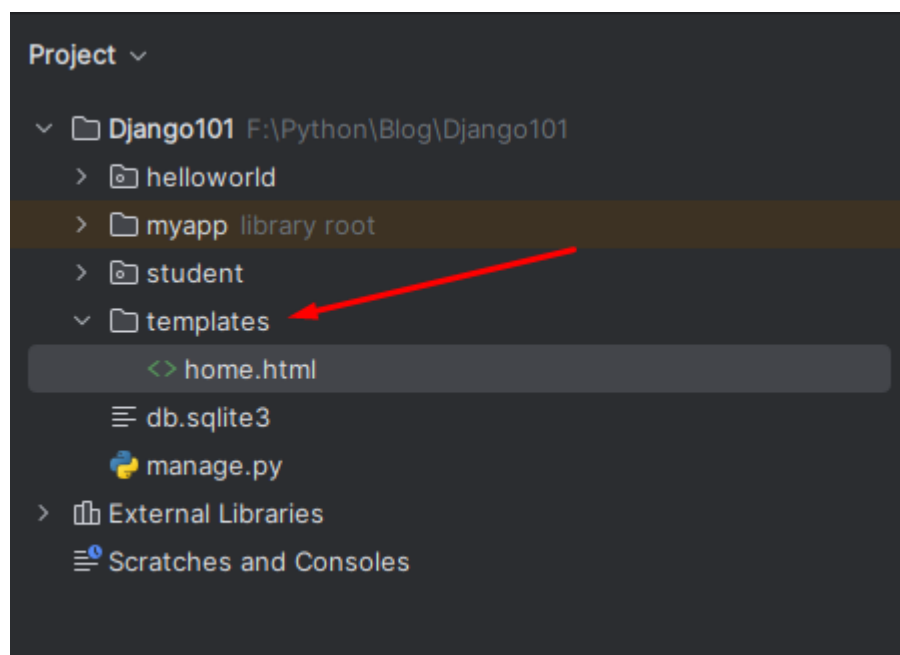 Project
Django101 F:\Python\Blog\Django101
helloworld
myapp library root
student
templates
<> home.html
db.sqlite3
manage.py
External Libraries
Scratches and Consoles